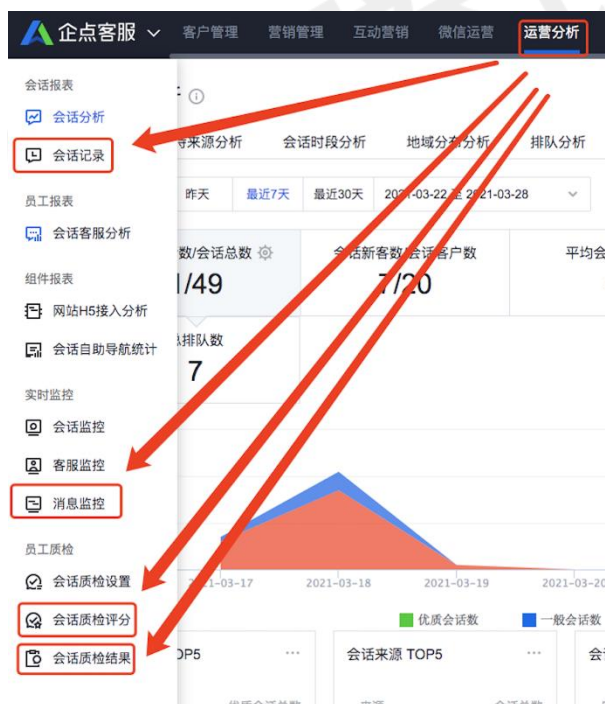 企点客服
客户管理 营销管理 互动营销 微信运营 运营分析
会话报表
会话分析
会话记录
员工报表
会话客服分析
组件报表
网站H5接入分析
会话自助导航统计
实时监控
会话监控
客服监控
消息监控
员工质检
会话质检设置
会话质检评分
会话质检结果
来源分析 会话时段分析 地域分布分析 排队分析
昨天 最近7天 最近30天 2021-03-22 至 2021-03-28
数/会话总数 会话新客数/会话客户数 平均会
1/49 7/20
排队数
7
2021-03-17 2021-03-18 2021-03-19 2021-03-20
优质会话数 一般会话数
OP5 会话来源 TOP5